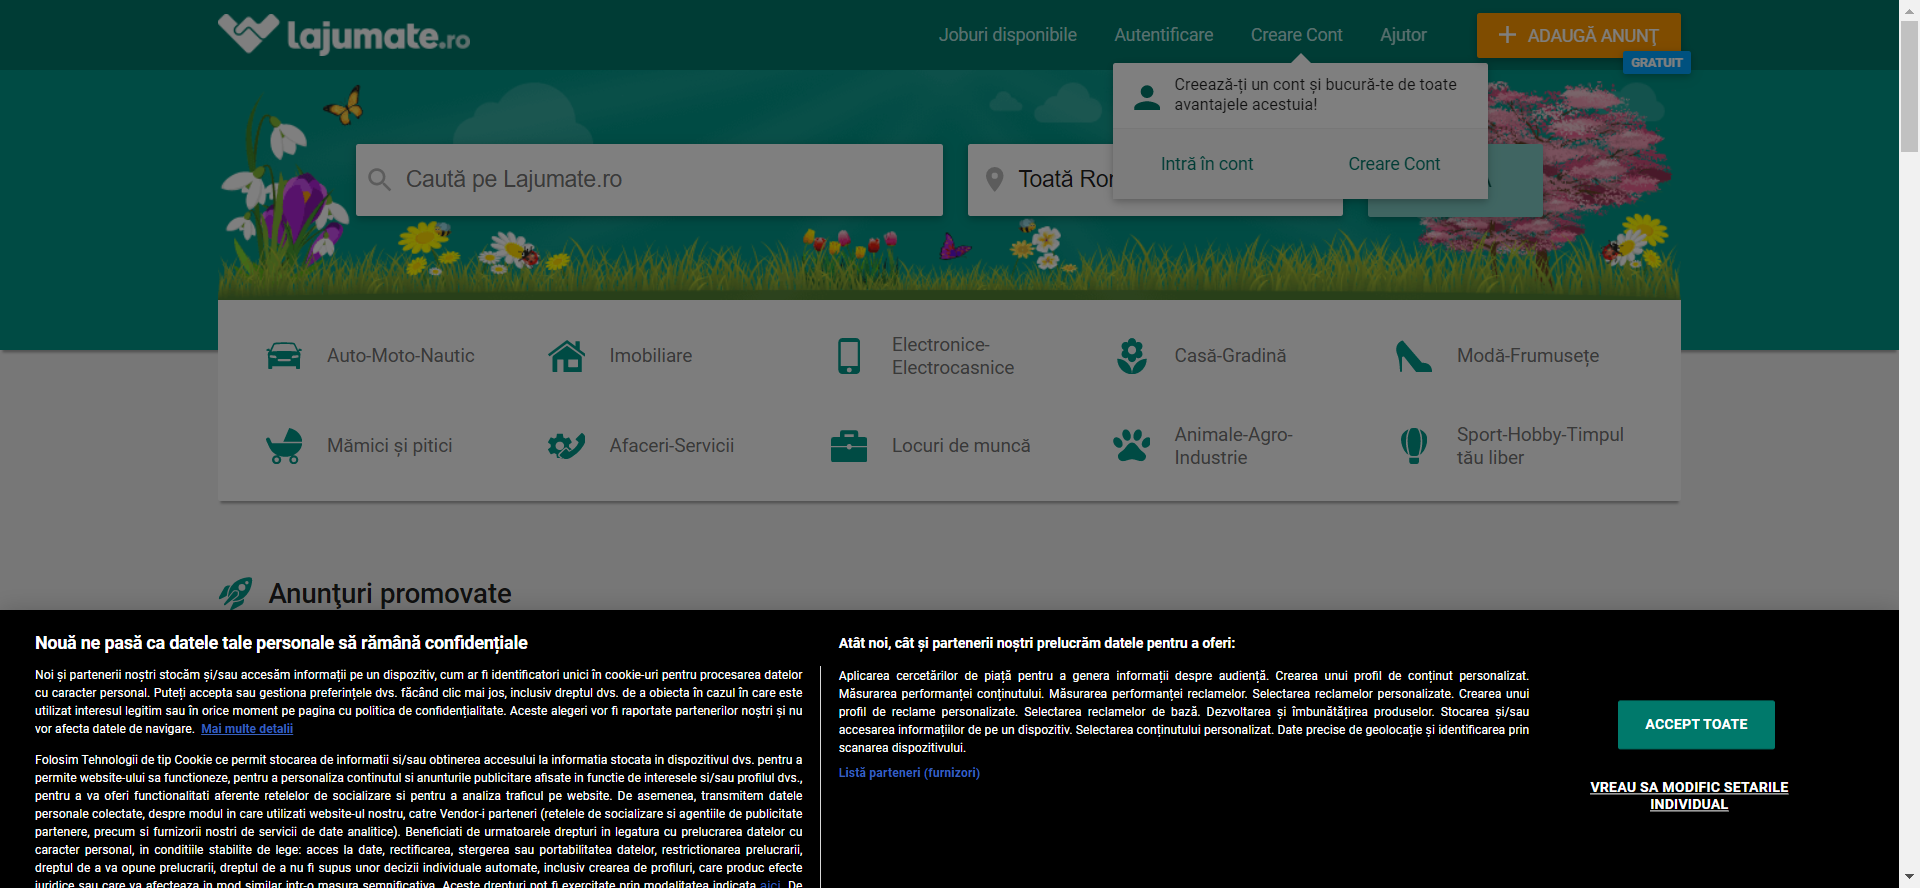 Lajumate.ro
Joburi disponibile
Autentificare
Creare Cont
Ajutor
ADAUGĂ ANUNŢ
GRATUIT
Creează-ți un cont și bucură-te de toate
avantajele acestuia!
Intră în cont
Creare Cont
Caută pe Lajumate.ro
Toată Ror
Auto-Moto-Nautic
Imobiliare
Electronice-
Electrocasnice
Casă-Gradină
Modă-Frumusețe
Mămici și pitici
Afaceri-Servicii
Locuri de muncă
Animale-Agro-
Industrie
Sport-Hobby-Timpul
tău liber
Anunţuri promovate
Nouă ne pasă ca datele tale personale să rămână confidențiale
Noi și partenerii noștri stocăm și/sau accesăm informații pe un dispozitiv, cum ar fi identificatori unici în cookie-uri pentru procesarea datelor
cu caracter personal. Puteți accepta sau gestiona preferințele dvs. făcând clic mai jos, inclusiv dreptul dvs. de a obiecta în cazul în care este
utilizat interesul legitim sau în orice moment pe pagina cu politica de confidențialitate. Aceste alegeri vor fi raportate partenerilor noștri și nu
vor afecta datele de navigare. Mai multe detalii
Folosim Tehnologii de tip Cookie ce permit stocarea de informatii si/sau obtinerea accesului la informatia stocata in dispozitivul dvs. pentru a
permite website-ului sa functioneze, pentru a personaliza continutul si anunturile publicitare afisate in functie de interesele si/sau profilul dvs.,
pentru a va oferi functionalitati aferente retelelor de socializare si pentru a analiza traficul pe website. De asemenea, transmitem datele
personale colectate, despre modul in care utilizati website-ul nostru, catre Vendor-i parteneri (retelele de socializare si agentiile de publicitate
partenere, precum si furnizorii nostri de servicii de date analitice). Beneficiati de urmatoarele drepturi in legatura cu prelucrarea datelor cu
caracter personal, in conditiile stabilite de lege: acces la date, rectificarea, stergerea sau portabilitatea datelor, restrictionarea prelucrarii,
dreptul de a va opune prelucrarii, dreptul de a nu fi supus unor decizii individuale automate, inclusiv crearea de profiluri, care produc efecte
juridice sau care va afecteaza in mod similar intr-o masura semnificativa. Aceste drepturi pot fi exercitate prin modalitatea indicata aici. De
Atât noi, cât și partenerii noștri prelucrăm datele pentru a oferi:
Aplicarea cercetărilor de piață pentru a genera informații despre audiență. Crearea unui profil de conținut personalizat.
Măsurarea performanței conținutului. Măsurarea performanței reclamelor. Selectarea reclamelor personalizate. Crearea unui
profil de reclame personalizate. Selectarea reclamelor de bază. Dezvoltarea și îmbunătățirea produselor. Stocarea și/sau
accesarea informațiilor de pe un dispozitiv. Selectarea conținutului personalizat. Date precise de geolocație și identificarea prin
scanarea dispozitivului.
Listă parteneri (furnizori)
ACCEPT TOATE
VREAU SA MODIFIC SETARILE
INDIVIDUAL